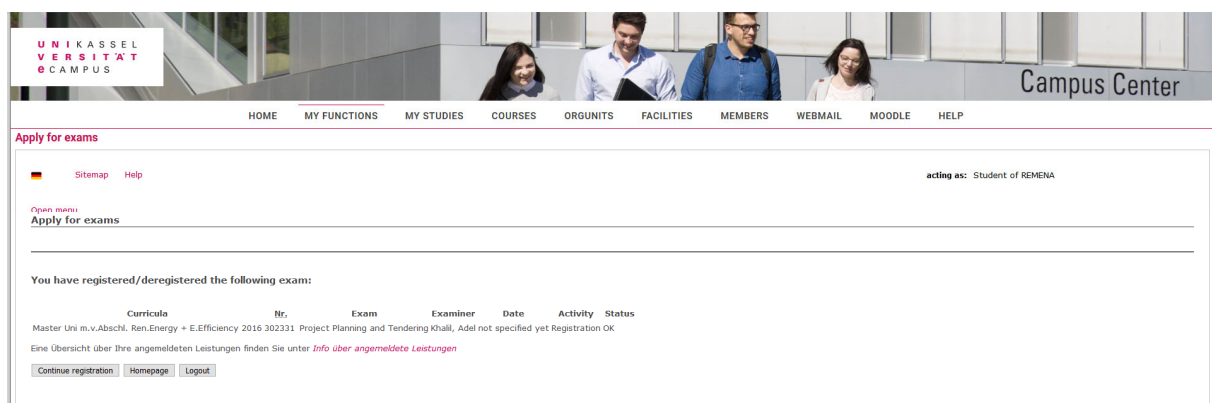 UNIKASSEL
VERSITÄT
eCAMPUS
Campus Center
HOME MY FUNCTIONS MY STUDIES COURSES ORGUNITS FACILITIES MEMBERS WEBMAIL MOODLE HELP
Apply for exams
Sitemap Help acting as: Student of REMENA
Open menu
Apply for exams
You have registered/deregistered the following exam:
Curricula Nr. Exam Examiner Date Activity Status
Master Uni m.v.Abschl. Ren.Energy + E.Efficiency 2016 302331 Project Planning and Tendering Khalil, Adel not specified yet Registration OK
Eine Übersicht über Ihre angemeldeten Leistungen finden Sie unter Info über angemeldete Leistungen
Continue registration Homepage Logout